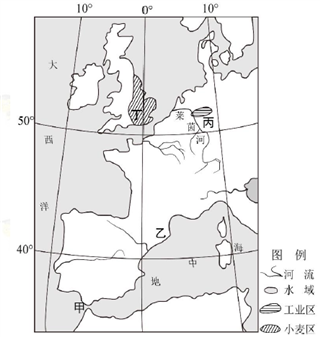 10° 0° 10°
大
西
洋
50°
40°
丁
丙
莱
茵
河
乙
甲
地
中
海
图 例
河 流
水 域
工业区
小麦区